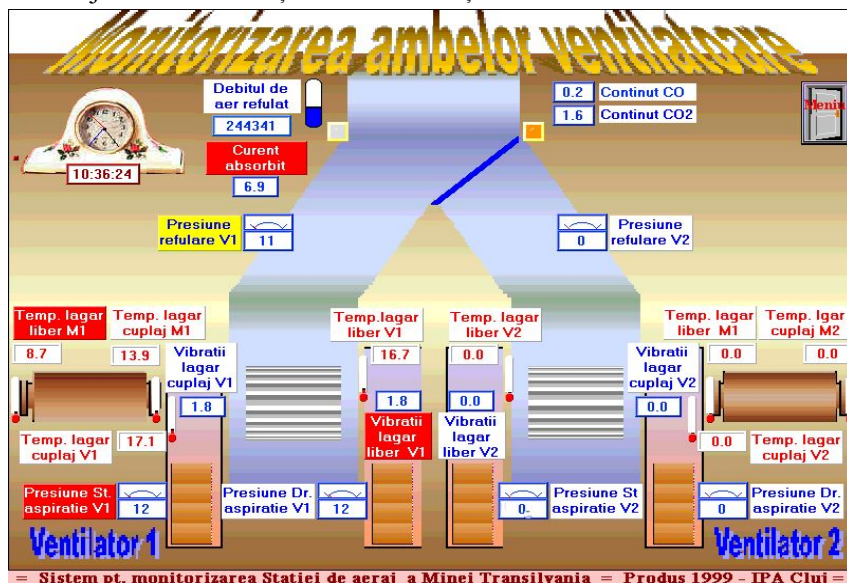 Monitorizarea ambelor ventilatoare
Debitul de
aer refulat
244341
0.2 Continut CO
1.6 Continut CO2
Meniu
10:36:24
Curent
absorbit
6.9
Presiune
refulare V1
11
0
Presiune
refulare V2
Temp. lagar
liber M1
8.7
Temp. lagar
cuplaj M1
13.9
Vibratii
lagar
cuplaj V1
1.8
Temp.lagar
liber V1
16.7
1.8
Vibratii
lagar
liber V1
Temp. lagar
liber V2
0.0
0.0
Vibratii
lagar
liber V2
Vibratii
lagar
cuplaj V2
0.0
Temp. lagar
liber M1
0.0
Temp. lgar
cuplaj M2
0.0
Temp. lagar
cuplaj V1
17.1
0.0
Temp. lagar
cuplaj V2
Presiune St.
aspiratie V1
12
Presiune Dr.
aspiratie V1
12
0
Presiune St
aspiratie V2
0
Presiune Dr.
aspiratie V2
Ventilator 1
Ventilator 2
= Sistem pt. monitorizarea Statiei de aeraj a Minei Transilvania = Produs 1999 - IPA Cluj =